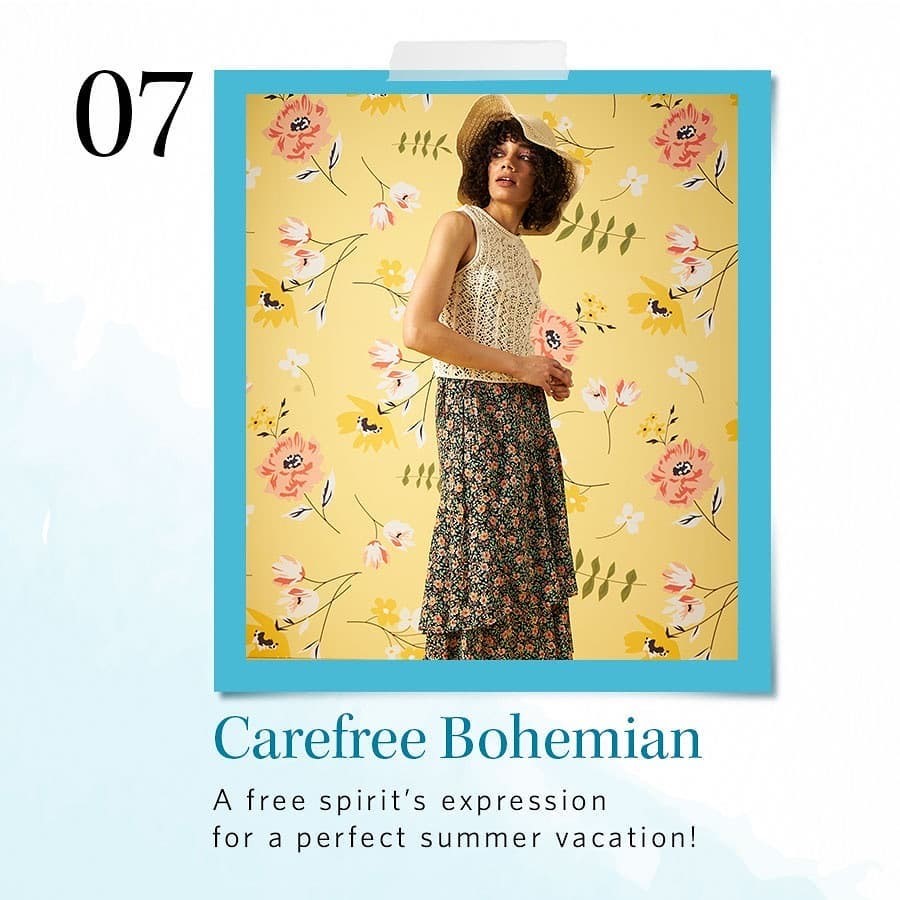 07
Carefree Bohemian
A free spirit’s expression
for a perfect summer vacation!